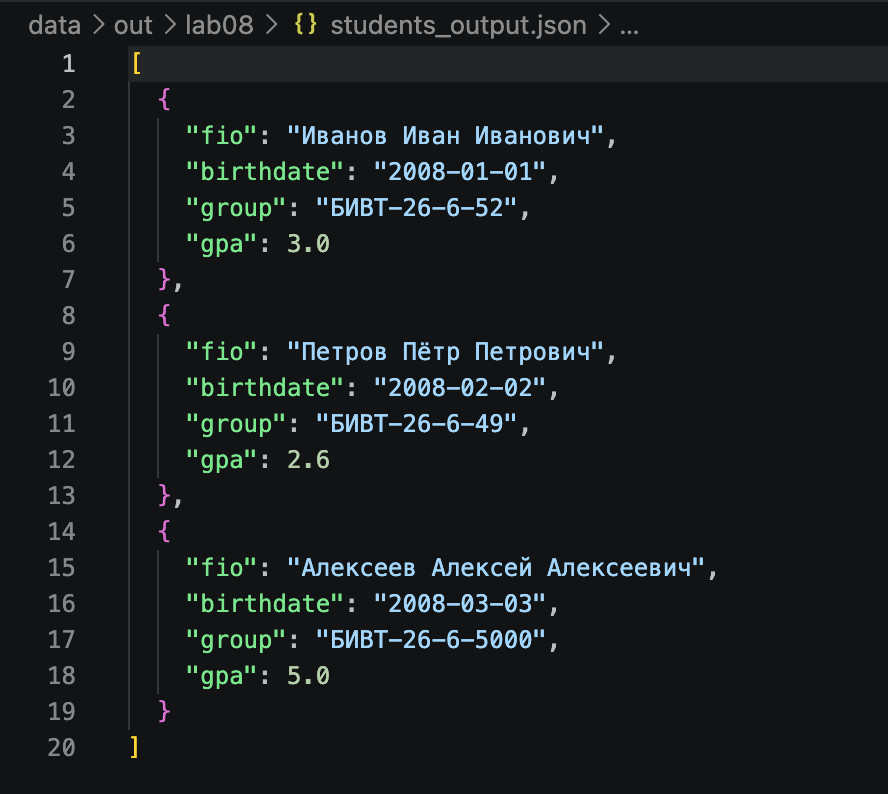 data > out > lab08 > {} students_output.json > ...
1 [
2 {
3 "fio": "Иванов Иван Иванович",
4 "birthdate": "2008-01-01",
5 "group": "БИВТ-26-6-52",
6 "gpa": 3.0
7 },
8 {
9 "fio": "Петров Пётр Петрович",
10 "birthdate": "2008-02-02",
11 "group": "БИВТ-26-6-49",
12 "gpa": 2.6
13 },
14 {
15 "fio": "Алексеев Алексей Алексеевич",
16 "birthdate": "2008-03-03",
17 "group": "БИВТ-26-6-5000",
18 "gpa": 5.0
19 }
20 ]